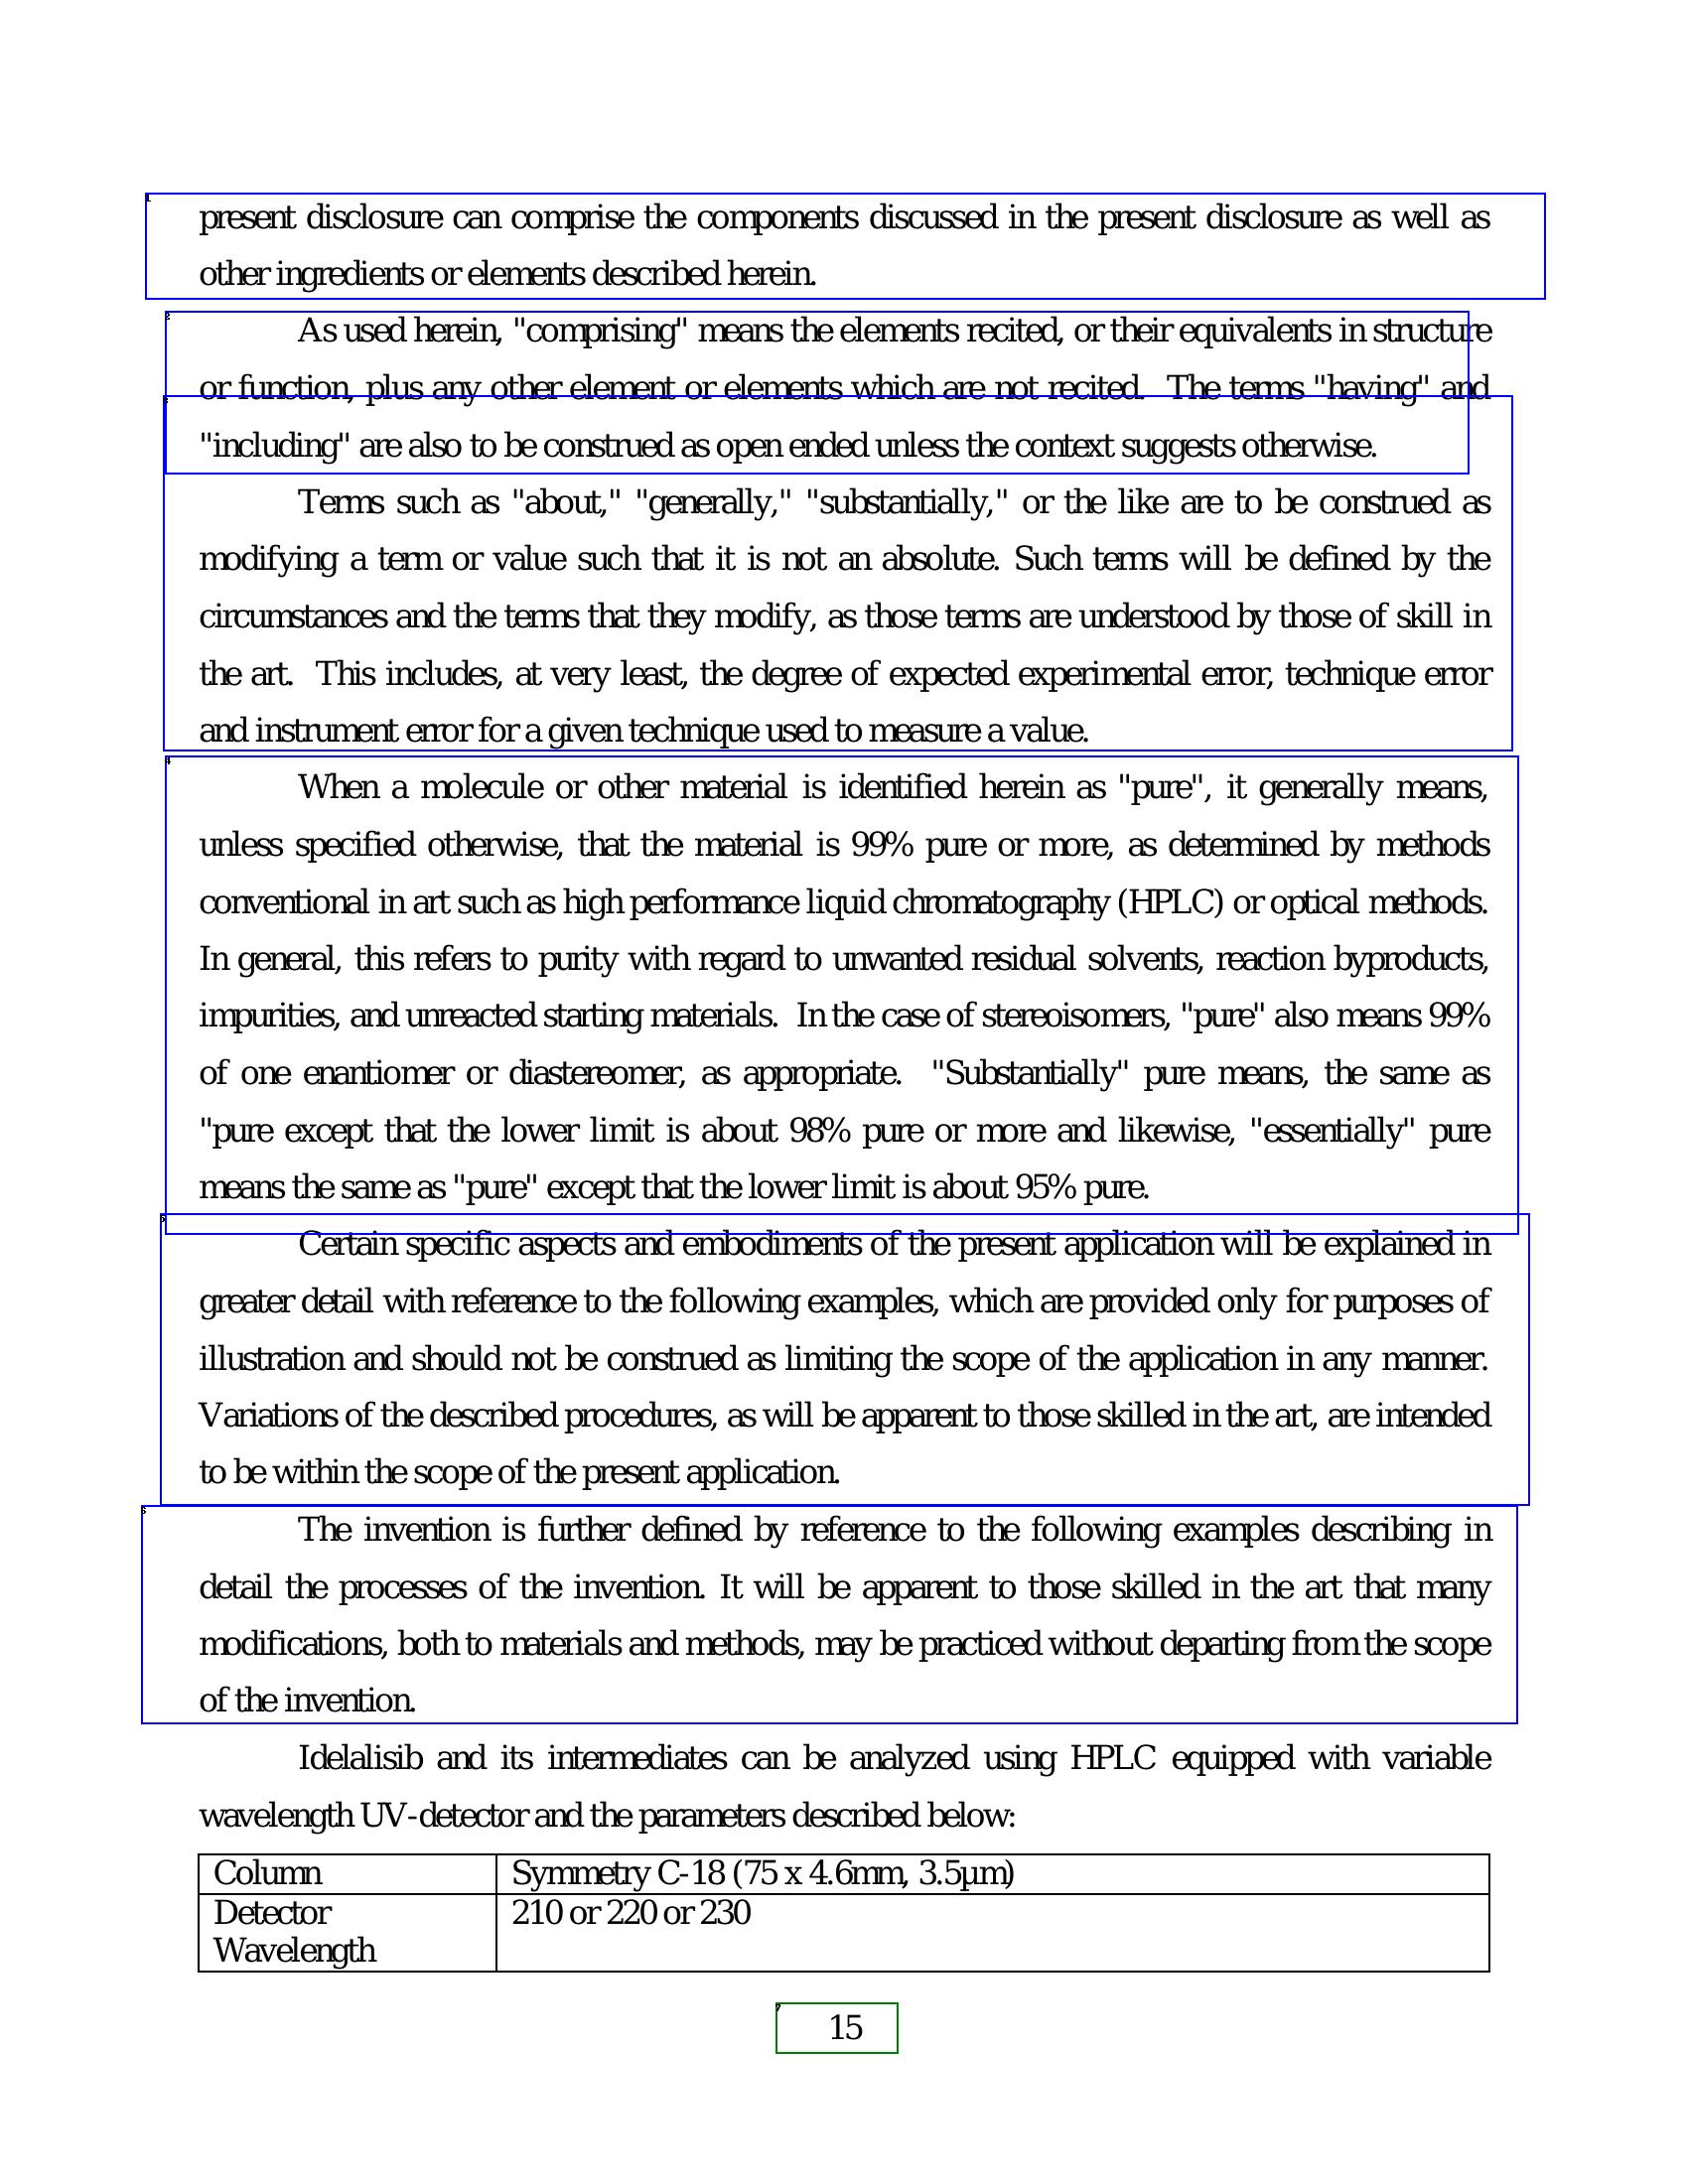 present disclosure can comprise the components discussed in the present disclosure as well as
other ingredients or elements described herein.
As used herein, "comprising" means the elements recited, or their equivalents in structure
or function, plus any other element or elements which are not recited. The terms "having" and
"including" are also to be construed as open ended unless the context suggests otherwise.
Terms such as "about," "generally," "substantially," or the like are to be construed as
modifying a term or value such that it is not an absolute. Such terms will be defined by the
circumstances and the terms that they modify, as those terms are understood by those of skill in
the art. This includes, at very least, the degree of expected experimental error, technique error
and instrument error for a given technique used to measure a value.
When a molecule or other material is identified herein as "pure", it generally means,
unless specified otherwise, that the material is 99% pure or more, as determined by methods
conventional in art such as high performance liquid chromatography (HPLC) or optical methods.
In general, this refers to purity with regard to unwanted residual solvents, reaction byproducts,
impurities, and unreacted starting materials. In the case of stereoisomers, "pure" also means 99%
of one enantiomer or diastereomer, as appropriate. "Substantially" pure means, the same as
"pure except that the lower limit is about 98% pure or more and likewise, "essentially" pure
means the same as "pure" except that the lower limit is about 95% pure.
Certain specific aspects and embodiments of the present application will be explained in
greater detail with reference to the following examples, which are provided only for purposes of
illustration and should not be construed as limiting the scope of the application in any manner.
Variations of the described procedures, as will be apparent to those skilled in the art, are intended
to be within the scope of the present application.
The invention is further defined by reference to the following examples describing in
detail the processes of the invention. It will be apparent to those skilled in the art that many
modifications, both to materials and methods, may be practiced without departing from the scope
of the invention.
Idelalisib and its intermediates can be analyzed using HPLC equipped with variable
wavelength UV-detector and the parameters described below:
Column Symmetry C-18 (75 x 4.6mm, 3.5µm)
Detector 210 or 220 or 230
Wavelength
15